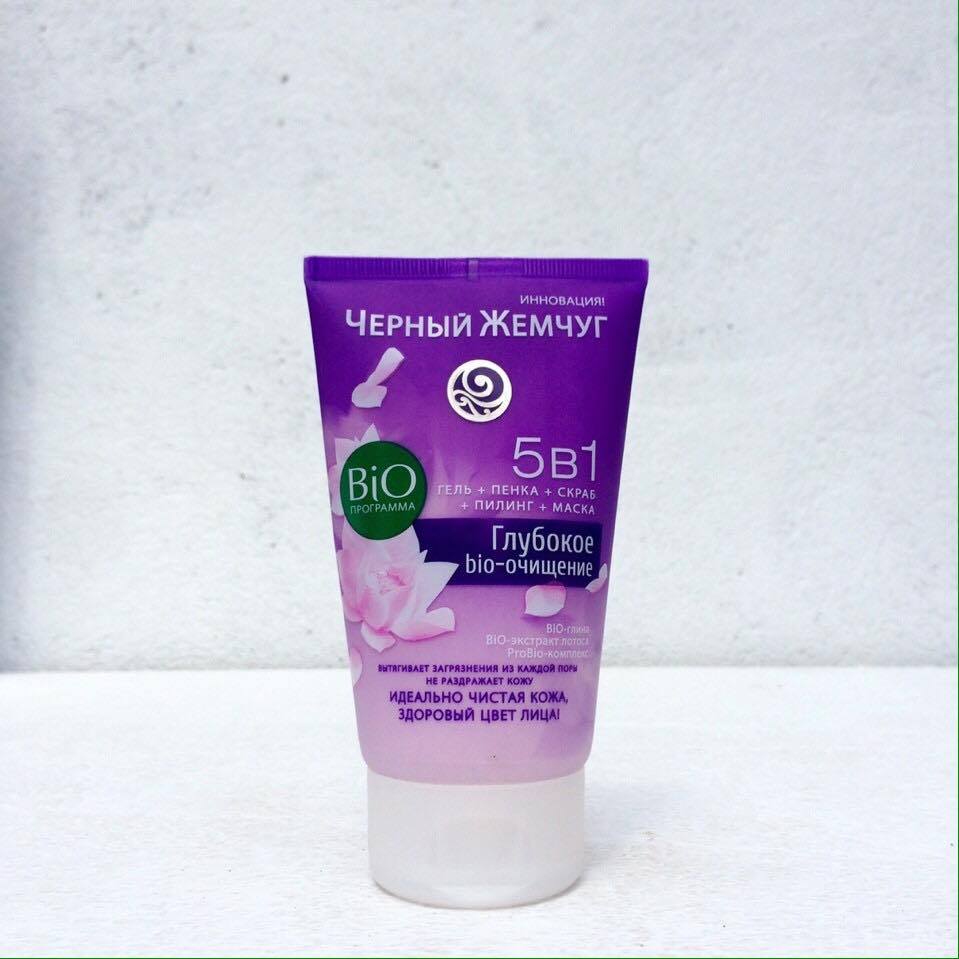 ИННОВАЦИЯ!
ЧЕРНЫЙ ЖЕМЧУГ
5в1
ГЕЛЬ + ПЕНКА + СКРАБ
+ ПИЛИНГ + МАСКА
BiO
ПРОГРАММА
Глубокое
bio-очищение
BIO-глина
BIO-экстракт лотоса
ProBio-комплекс
ВЫТЯГИВАЕТ ЗАГРЯЗНЕНИЯ ИЗ КАЖДОЙ ПОРЫ
НЕ РАЗДРАЖАЕТ КОЖУ
ИДЕАЛЬНО ЧИСТАЯ КОЖА,
ЗДОРОВЫЙ ЦВЕТ ЛИЦА!